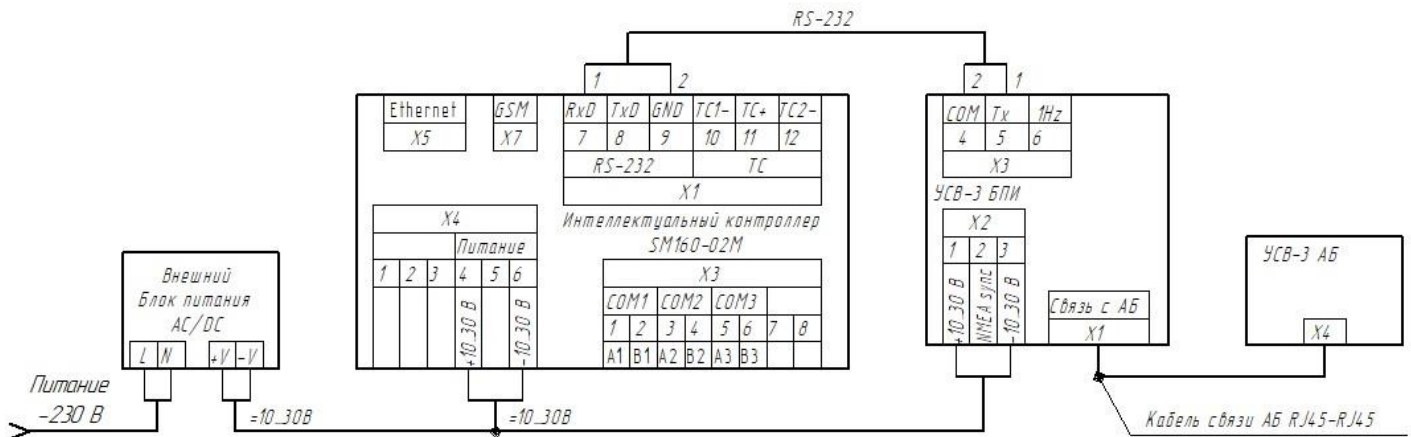 RS-232
1 2
2 1
Ethernet GSM RxD TxD GND TC1- TC+ TC2-
X5 X7 7 8 9 10 11 12
RS-232 TC
X1
COM Tx 1Hz
4 5 6
X3
УСВ-3 БПИ
X4
Питание
1 2 3 4 5 6
+10...30 В
-10...30 В
Интеллектуальный контроллер
SM160-02M
X3
COM1 COM2 COM3
1 2 3 4 5 6 7 8
A1 B1 A2 B2 A3 B3
X2
1 2 3
+10...30 В
NMEA sync
-10...30 В
Связь с АБ
X1
УСВ-3 АБ
X4
Внешний
Блок питания
AC/DC
L N +V -V
Питание
~230 В
=10...30В
=10...30В
Кабель связи АБ RJ45-RJ45